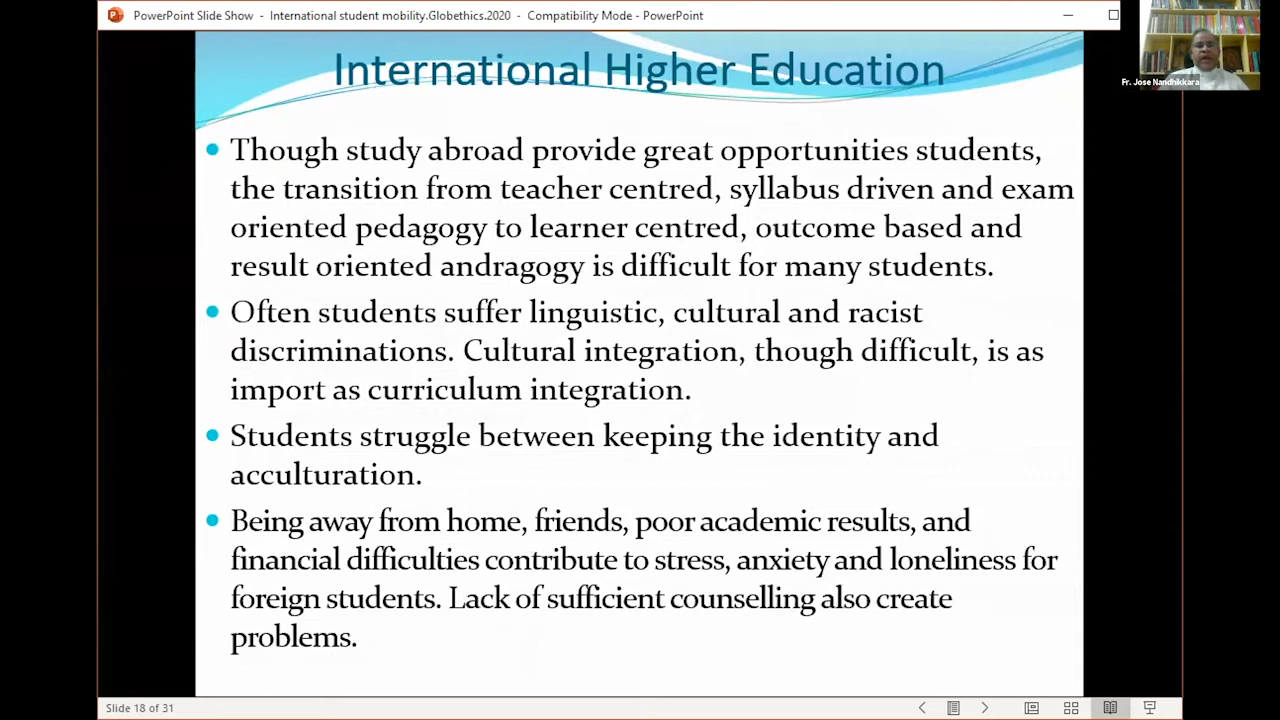 PowerPoint Slide Show - International student mobility.Globethics.2020 - Compatibility Mode - PowerPoint
Fr. Jose Nandhikkara
International Higher Education
Though study abroad provide great opportunities students,
the transition from teacher centred, syllabus driven and exam
oriented pedagogy to learner centred, outcome based and
result oriented andragogy is difficult for many students.
Often students suffer linguistic, cultural and racist
discriminations. Cultural integration, though difficult, is as
import as curriculum integration.
Students struggle between keeping the identity and
acculturation.
Being away from home, friends, poor academic results, and
financial difficulties contribute to stress, anxiety and loneliness for
foreign students. Lack of sufficient counselling also create
problems.
Slide 18 of 31